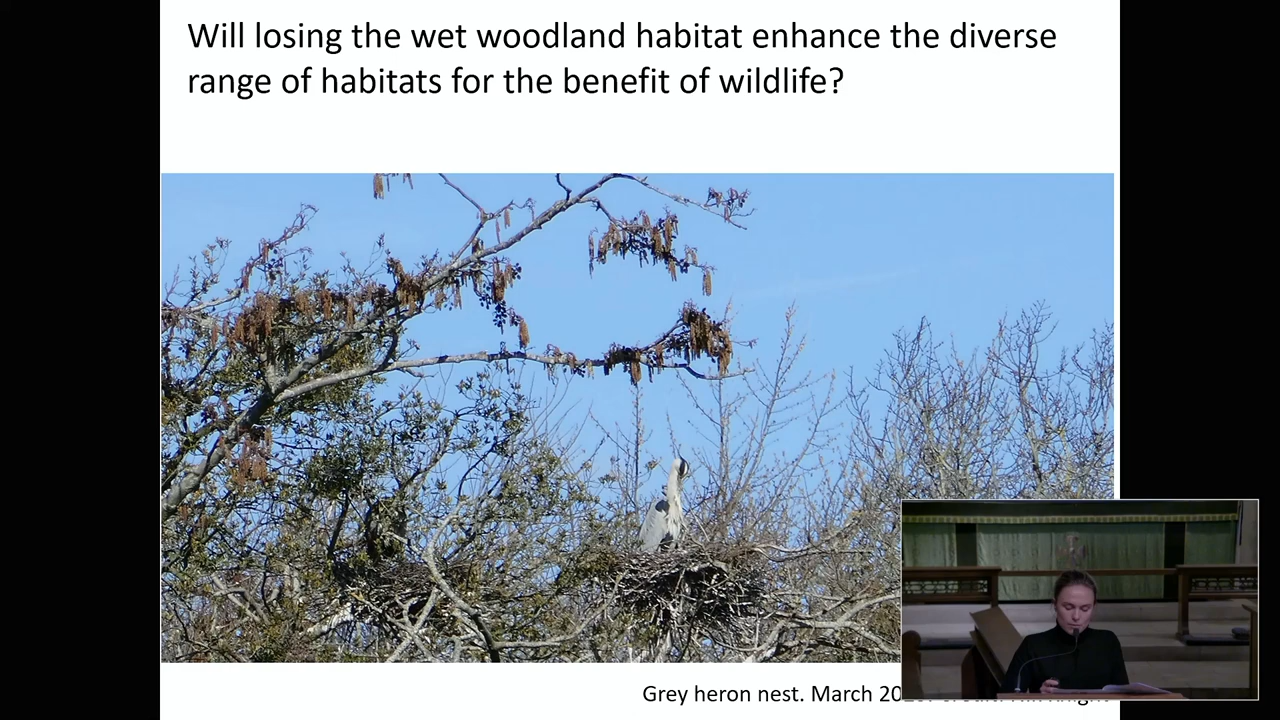 Will losing the wet woodland habitat enhance the diverse
range of habitats for the benefit of wildlife?
Grey heron nest. March 20